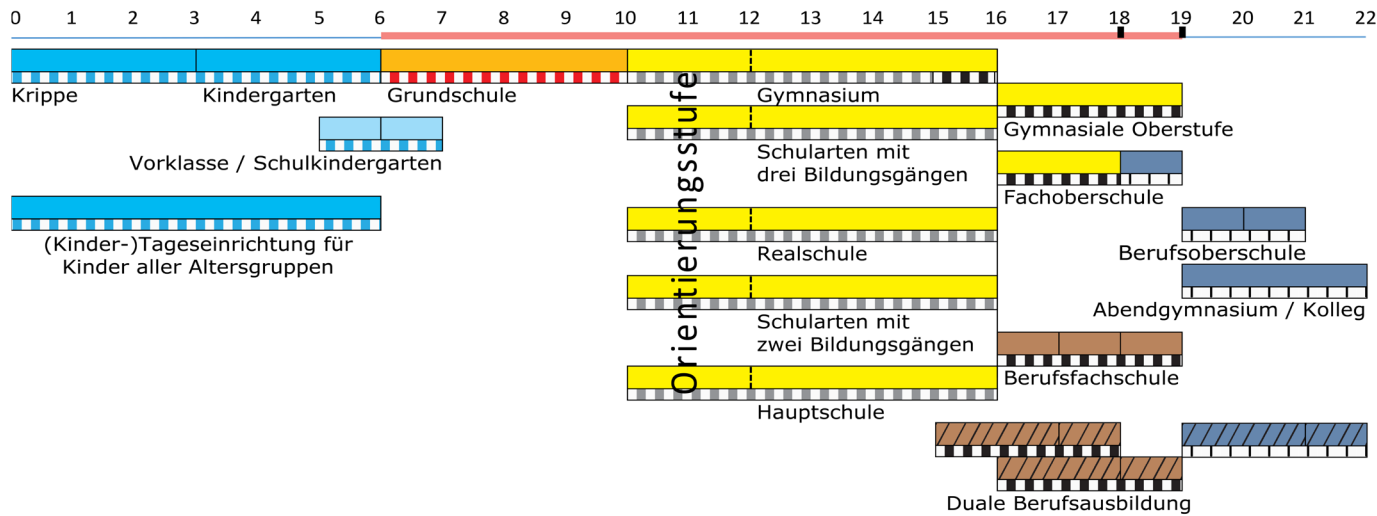 0 1 2 3 4 5 6 7 8 9 10 11 12 13 14 15 16 17 18 19 20 21 22
Krippe
Kindergarten
Grundschule
Gymnasium
Gymnasiale Oberstufe
Vorklasse / Schulkindergarten
Schularten mit
drei Bildungsgängen
Fachoberschule
(Kinder-)Tageseinrichtung für
Kinder aller Altersgruppen
Orientierungsstufe
Realschule
Berufsoberschule
Abendgymnasium / Kolleg
Schularten mit
zwei Bildungsgängen
Berufsfachschule
Hauptschule
Duale Berufsausbildung